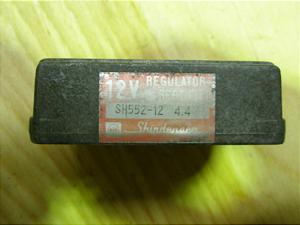 12V REGULATOR
SH552-12 4.4
Shindengen